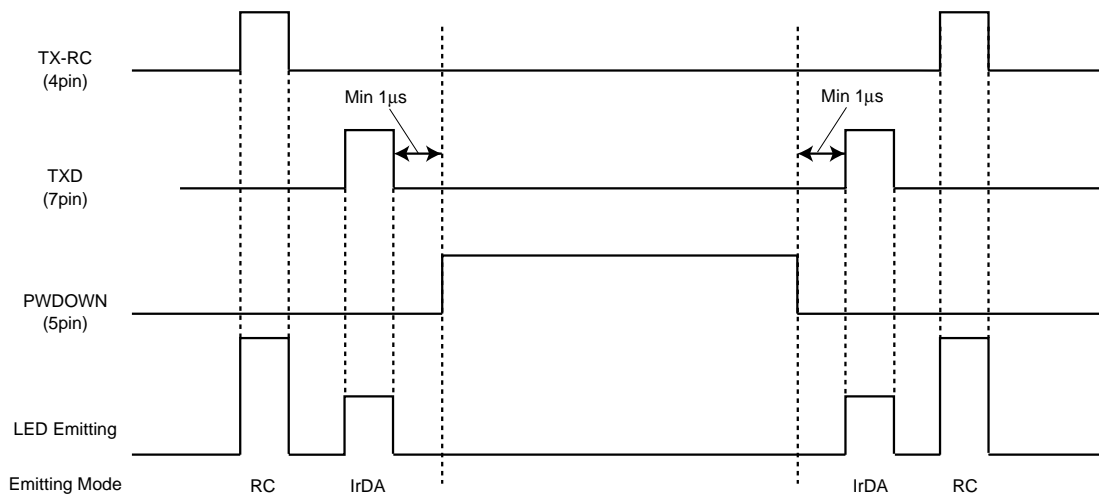 TX-RC
(4pin)
Min 1μs
Min 1μs
TXD
(7pin)
PWDOWN
(5pin)
LED Emitting
Emitting Mode
RC
IrDA
IrDA
RC